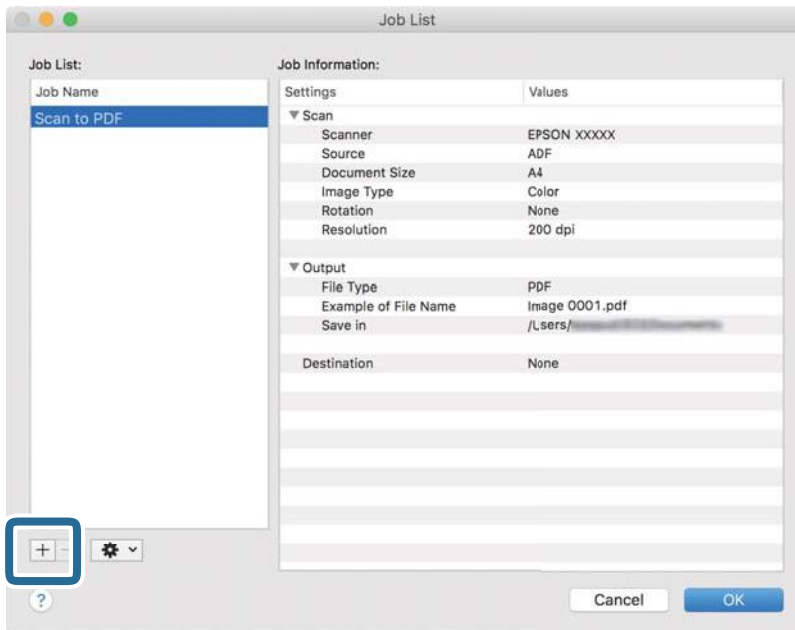 Job List
Job List:
Job Information:
Job Name
Scan to PDF
Settings Values
Scan
Scanner EPSON XXXXX
Source ADF
Document Size A4
Image Type Color
Rotation None
Resolution 200 dpi
Output
File Type PDF
Example of File Name Image 0001.pdf
Save in /Lsers/
Destination None
+ -
?
Cancel OK